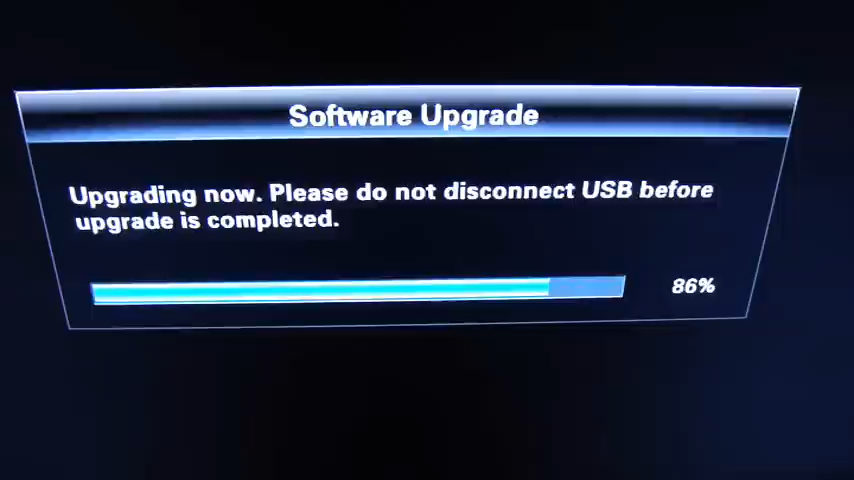 Software Upgrade
Upgrading now. Please do not disconnect USB before
upgrade is completed.
86%